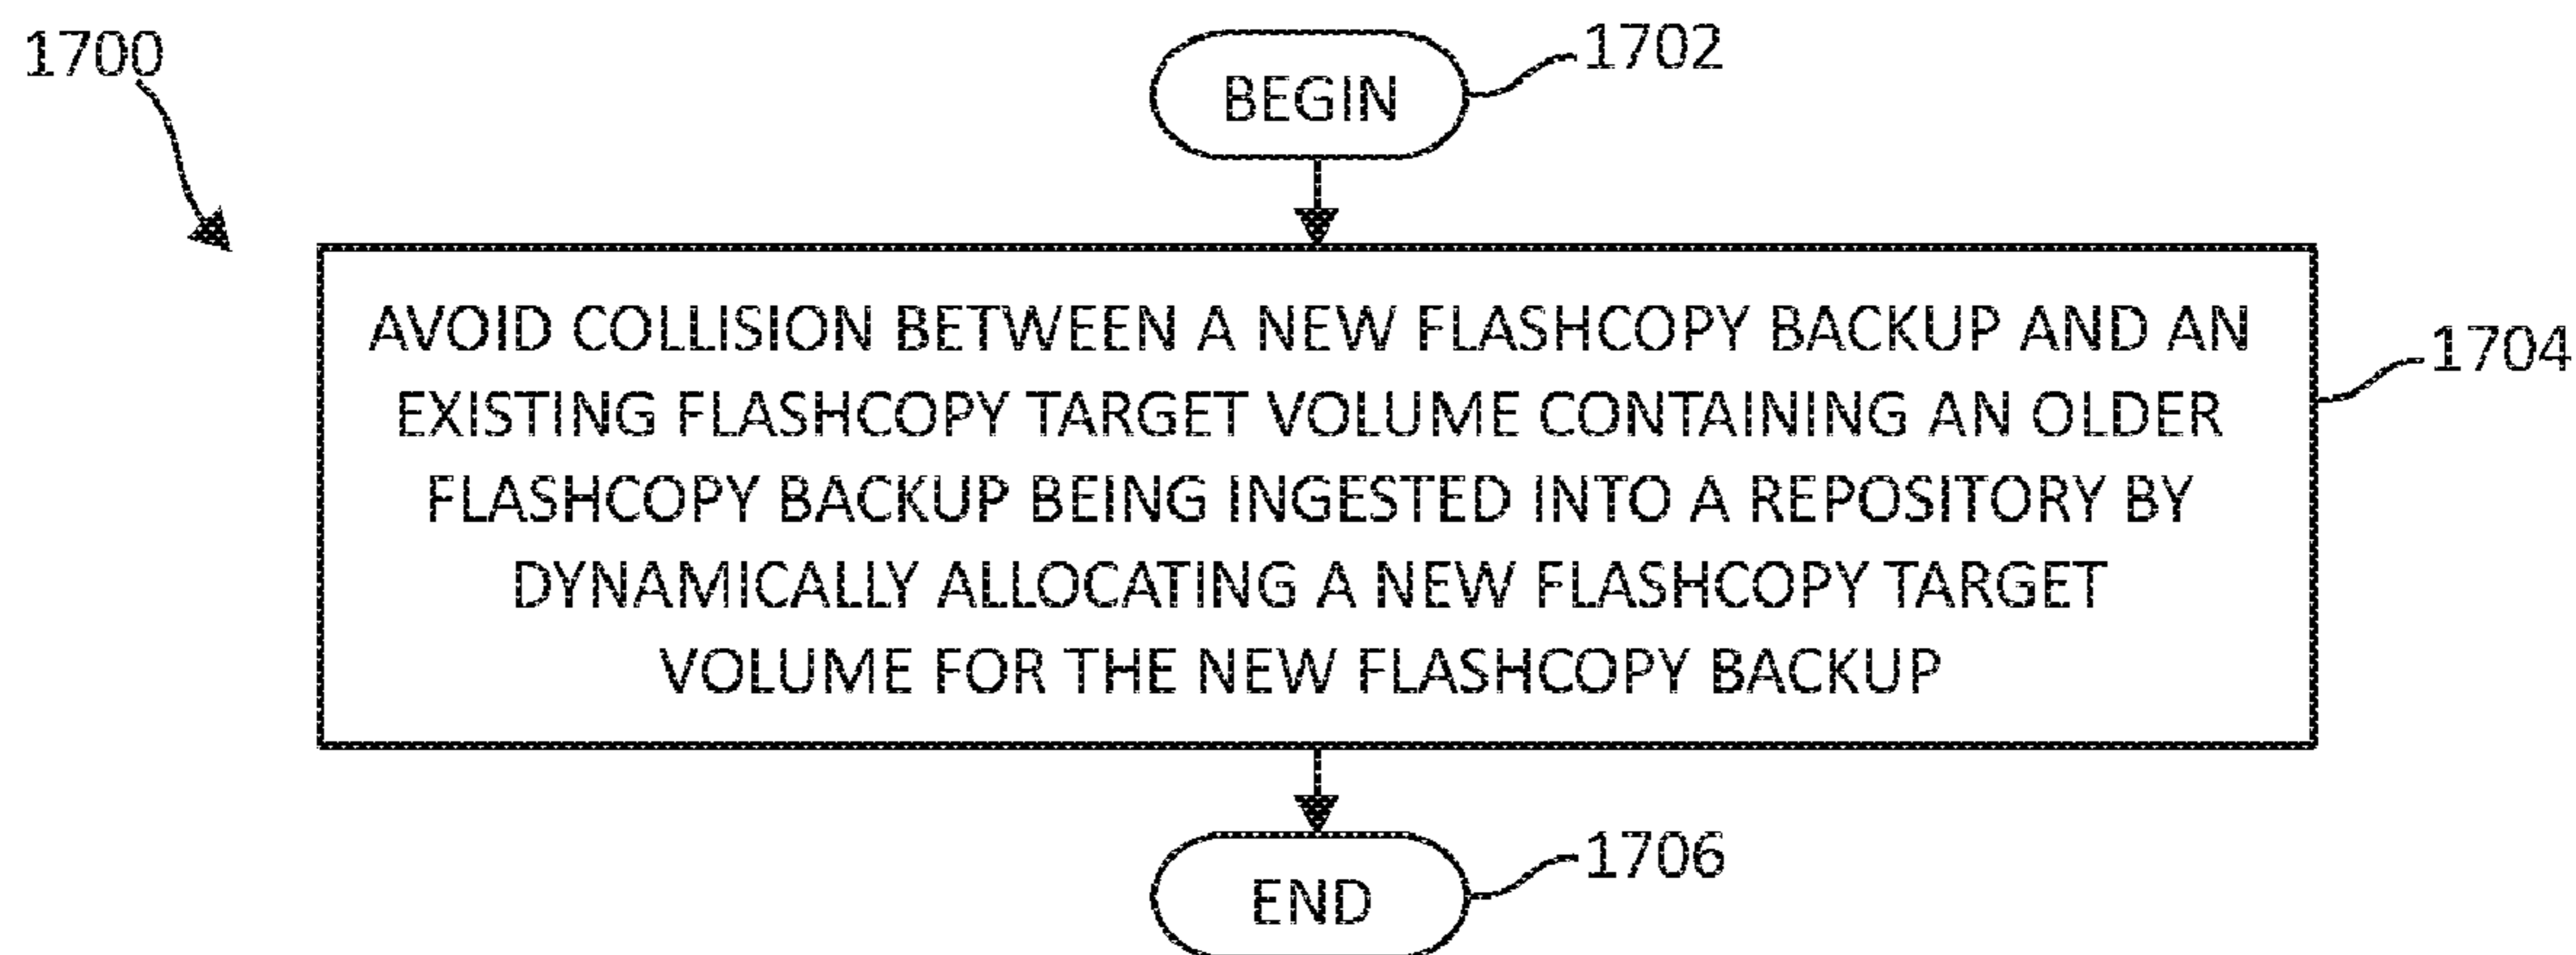 1700
BEGIN
1702
AVOID COLLISION BETWEEN A NEW FLASHCOPY BACKUP AND AN
EXISTING FLASHCOPY TARGET VOLUME CONTAINING AN OLDER
FLASHCOPY BACKUP BEING INGESTED INTO A REPOSITORY BY
DYNAMICALLY ALLOCATING A NEW FLASHCOPY TARGET
VOLUME FOR THE NEW FLASHCOPY BACKUP
1704
END
1706